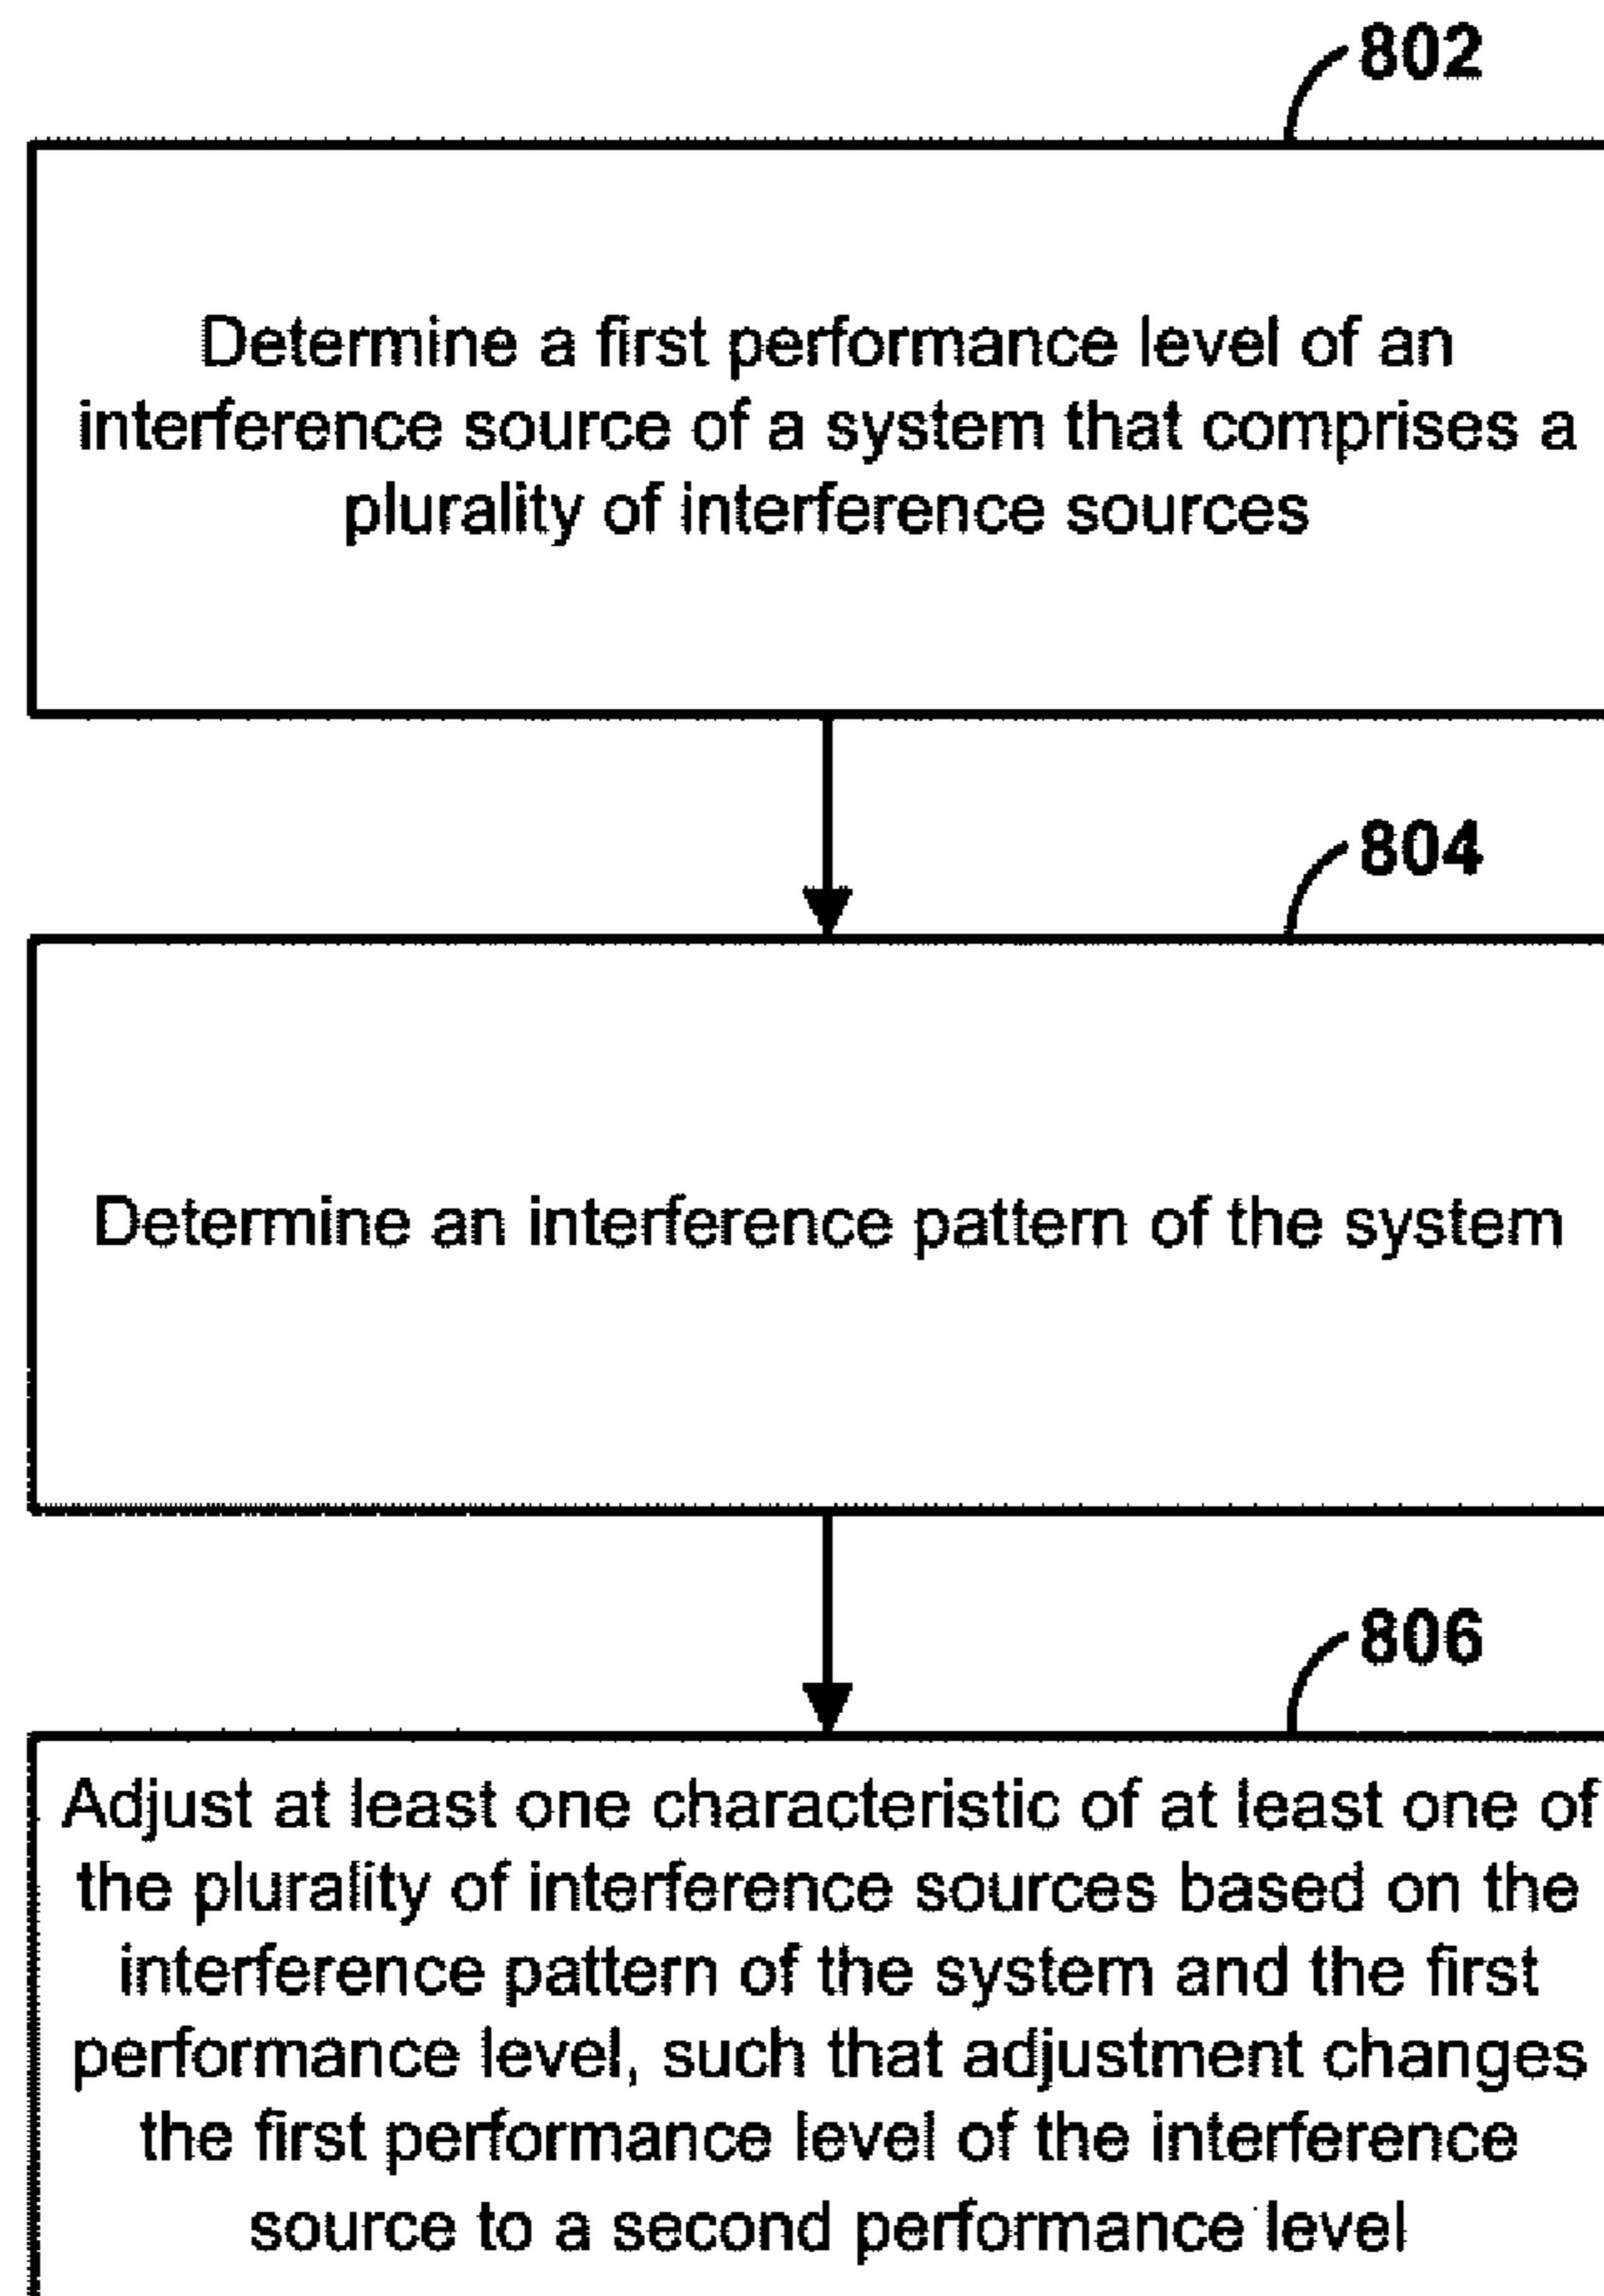 802
Determine a first performance level of an
interference source of a system that comprises a
plurality of interference sources
804
Determine an interference pattern of the system
806
Adjust at least one characteristic of at least one of
the plurality of interference sources based on the
interference pattern of the system and the first
performance level, such that adjustment changes
the first performance level of the interference
source to a second performance level